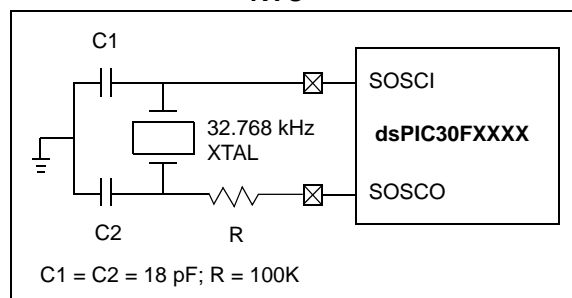 C1
SOSCI
32.768 kHz
XTAL
dsPIC30FXXXX
SOSCO
C2
R
C1 = C2 = 18 pF; R = 100K